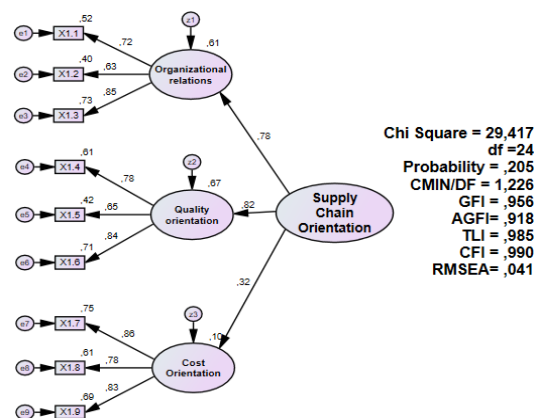 z1
,61
Organizational
relations
e1
X1.1
,52
,72
e2
X1.2
,40
,63
e3
X1.3
,73
,85
,78
z2
,67
Quality
orientation
e4
X1.4
,61
,78
e5
X1.5
,42
,65
e6
X1.6
,71
,84
,82
Supply
Chain
Orientation
,32
z3
,10
Cost
Orientation
e7
X1.7
,75
,86
e8
X1.8
,61
,78
e9
X1.9
,69
,83
Chi Square = 29,417
df =24
Probability = ,205
CMIN/DF = 1,226
GFI = ,956
AGFI= ,918
TLI = ,985
CFI = ,990
RMSEA= ,041